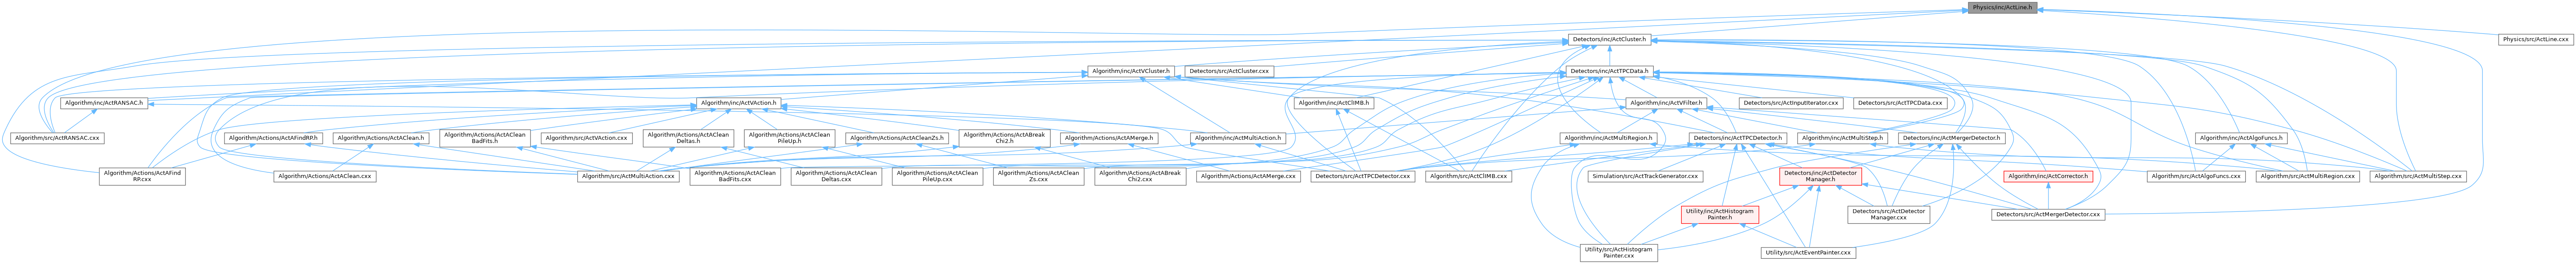 Physics/inc/ActLine.h
Detectors/inc/ActCluster.h
Physics/src/ActLine.cxx
Algorithm/inc/ActVCluster.h
Detectors/src/ActCluster.cxx
Detectors/inc/ActTPCData.h
Algorithm/inc/ActRANSAC.h
Algorithm/inc/ActVAction.h
Algorithm/inc/ActCliMB.h
Algorithm/inc/ActVFilter.h
Detectors/src/ActInputIterator.cxx
Detectors/src/ActTPCData.cxx
Algorithm/src/ActRANSAC.cxx
Algorithm/Actions/ActAFindRP.h
Algorithm/Actions/ActAClean.h
Algorithm/Actions/ActAClean
BadFits.h
Algorithm/src/ActVAction.cxx
Algorithm/Actions/ActAClean
Deltas.h
Algorithm/Actions/ActAClean
PileUp.h
Algorithm/Actions/ActACleanZs.h
Algorithm/Actions/ActABreak
Chi2.h
Algorithm/Actions/ActAMerge.h
Algorithm/inc/ActMultiAction.h
Algorithm/inc/ActMultiRegion.h
Detectors/inc/ActTPCDetector.h
Algorithm/inc/ActMultiStep.h
Detectors/inc/ActMergerDetector.h
Algorithm/inc/ActAlgoFuncs.h
Algorithm/Actions/ActAFind
RP.cxx
Algorithm/Actions/ActAClean.cxx
Algorithm/src/ActMultiAction.cxx
Algorithm/Actions/ActAClean
BadFits.cxx
Algorithm/Actions/ActAClean
Deltas.cxx
Algorithm/Actions/ActAClean
PileUp.cxx
Algorithm/Actions/ActAClean
Zs.cxx
Algorithm/Actions/ActABreak
Chi2.cxx
Algorithm/Actions/ActAMerge.cxx
Detectors/src/ActTPCDetector.cxx
Algorithm/src/ActCliMB.cxx
Simulation/src/ActTrackGenerator.cxx
Detectors/inc/ActDetector
Manager.h
Algorithm/inc/ActCorrector.h
Algorithm/src/ActAlgoFuncs.cxx
Algorithm/src/ActMultiRegion.cxx
Algorithm/src/ActMultiStep.cxx
Utility/inc/ActHistogram
Painter.h
Detectors/src/ActDetector
Manager.cxx
Detectors/src/ActMergerDetector.cxx
Utility/src/ActHistogram
Painter.cxx
Utility/src/ActEventPainter.cxx